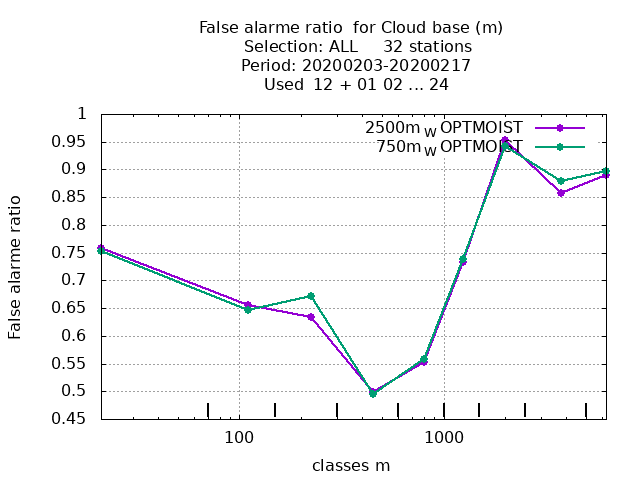 False alarme ratio  for Cloud base (m)
Selection: ALL     32 stations
Period: 20200203-20200217
Used  12 + 01 02 ... 24
2500m W OPTMOIST
750m W OPTMOIST
1
0.95
0.9
0.85
0.8
0.75
0.7
0.65
0.6
0.55
0.5
0.45
False alarme ratio
100
1000
classes m